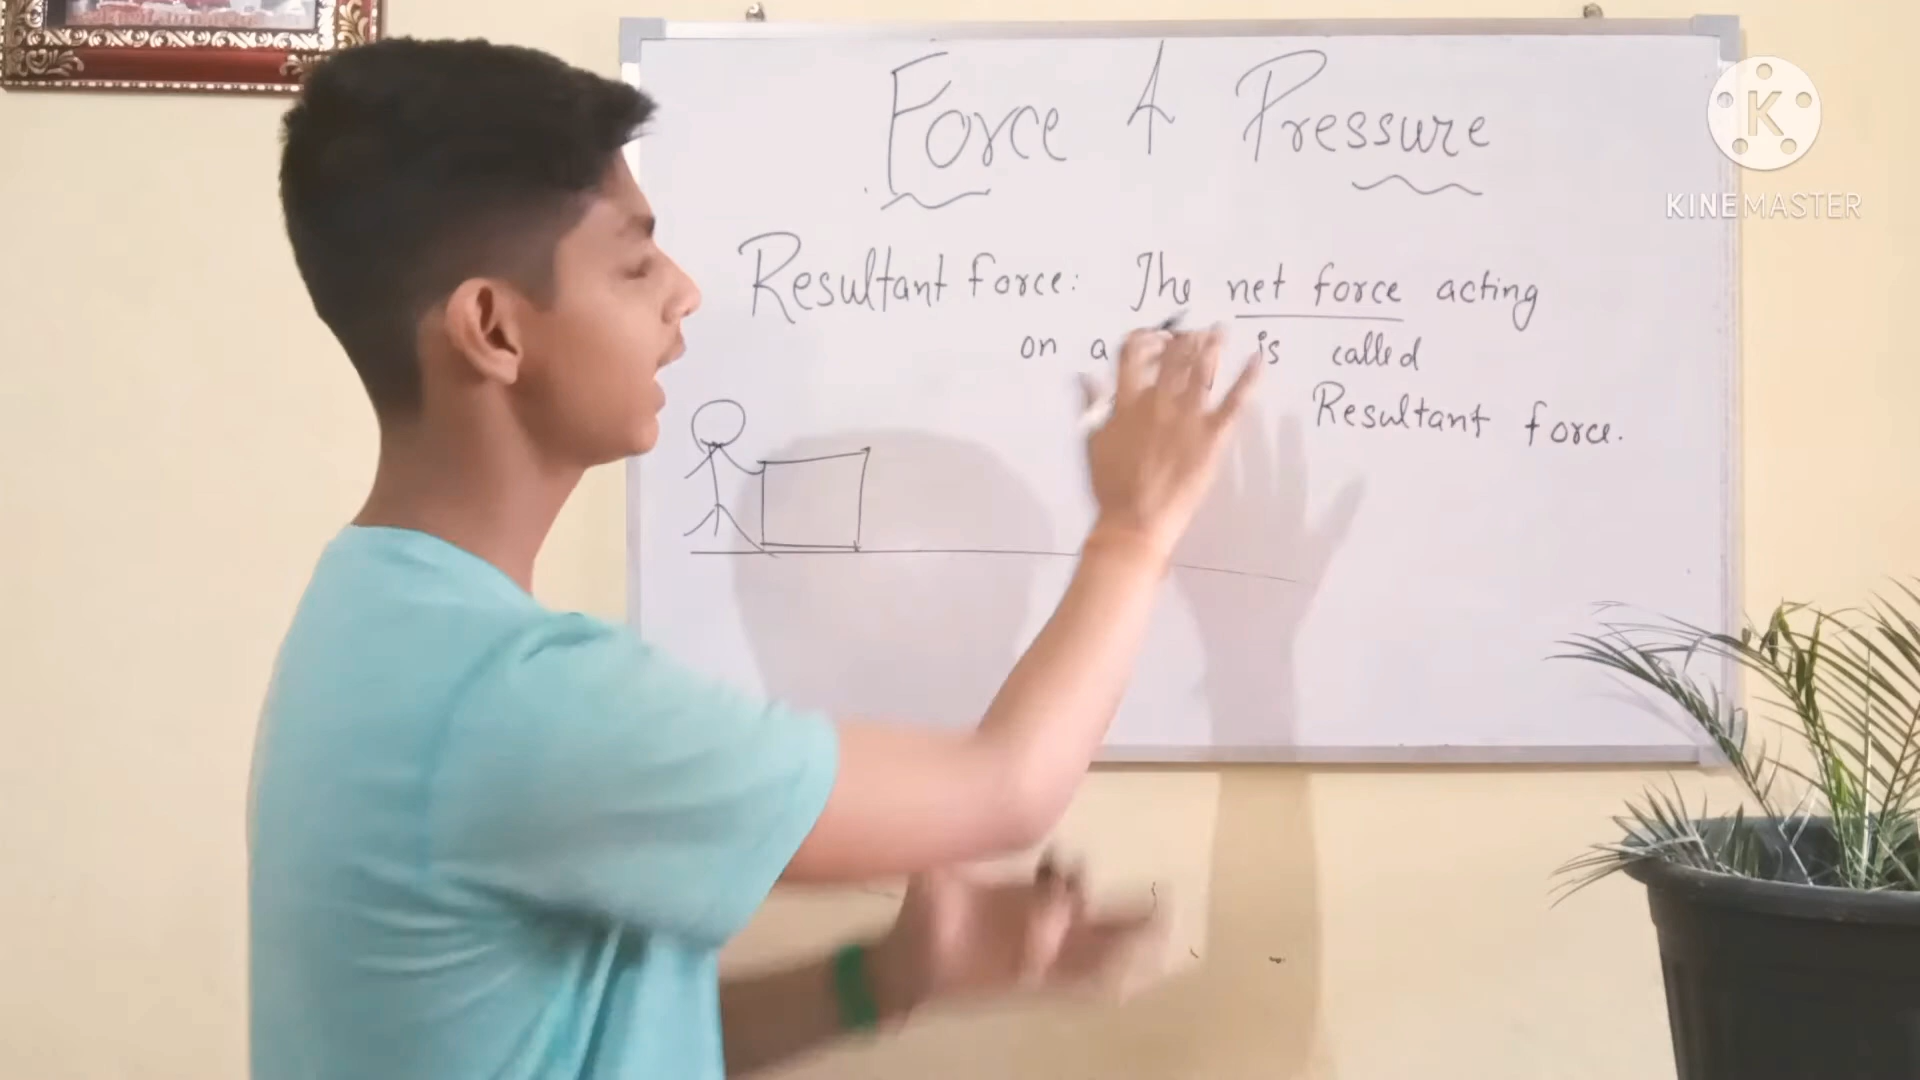 Force & Pressure
Resultant force: The net force acting
on a is called
Resultant force.
KINEMASTER